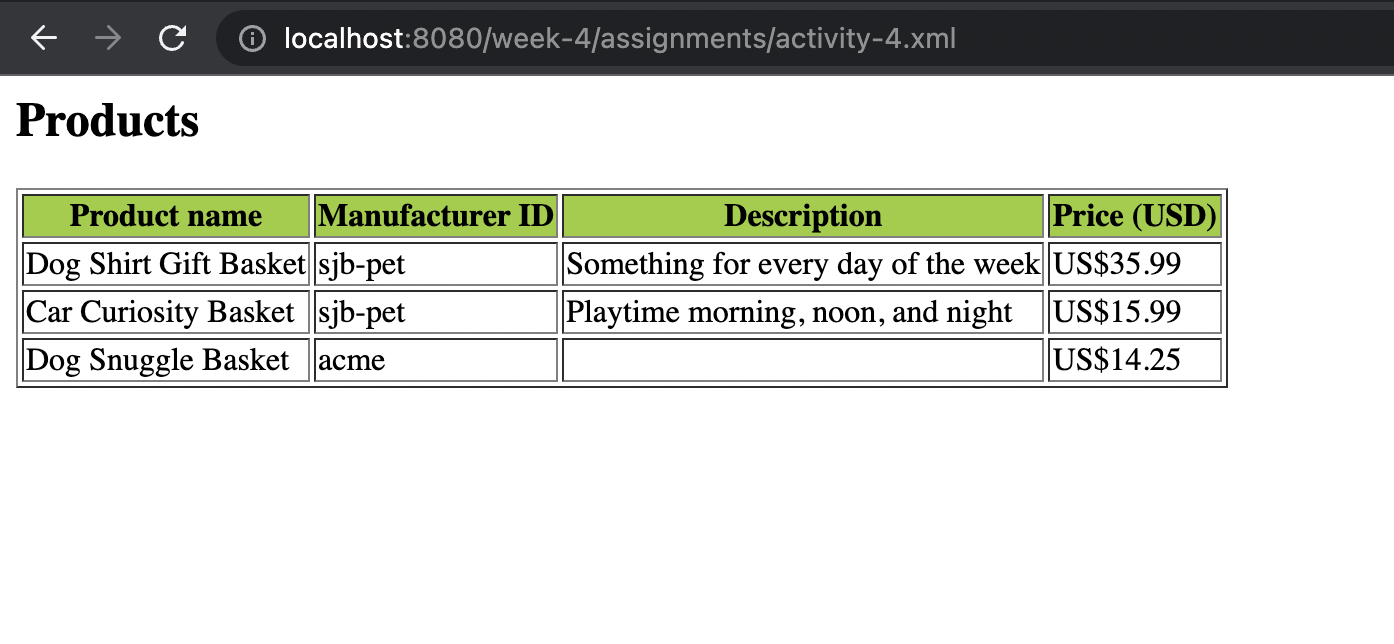 localhost:8080/week-4/assignments/activity-4.xml
Products
Product name Manufacturer ID Description Price (USD)
Dog Shirt Gift Basket sjb-pet Something for every day of the week US$35.99
Car Curiosity Basket sjb-pet Playtime morning, noon, and night US$15.99
Dog Snuggle Basket acme US$14.25